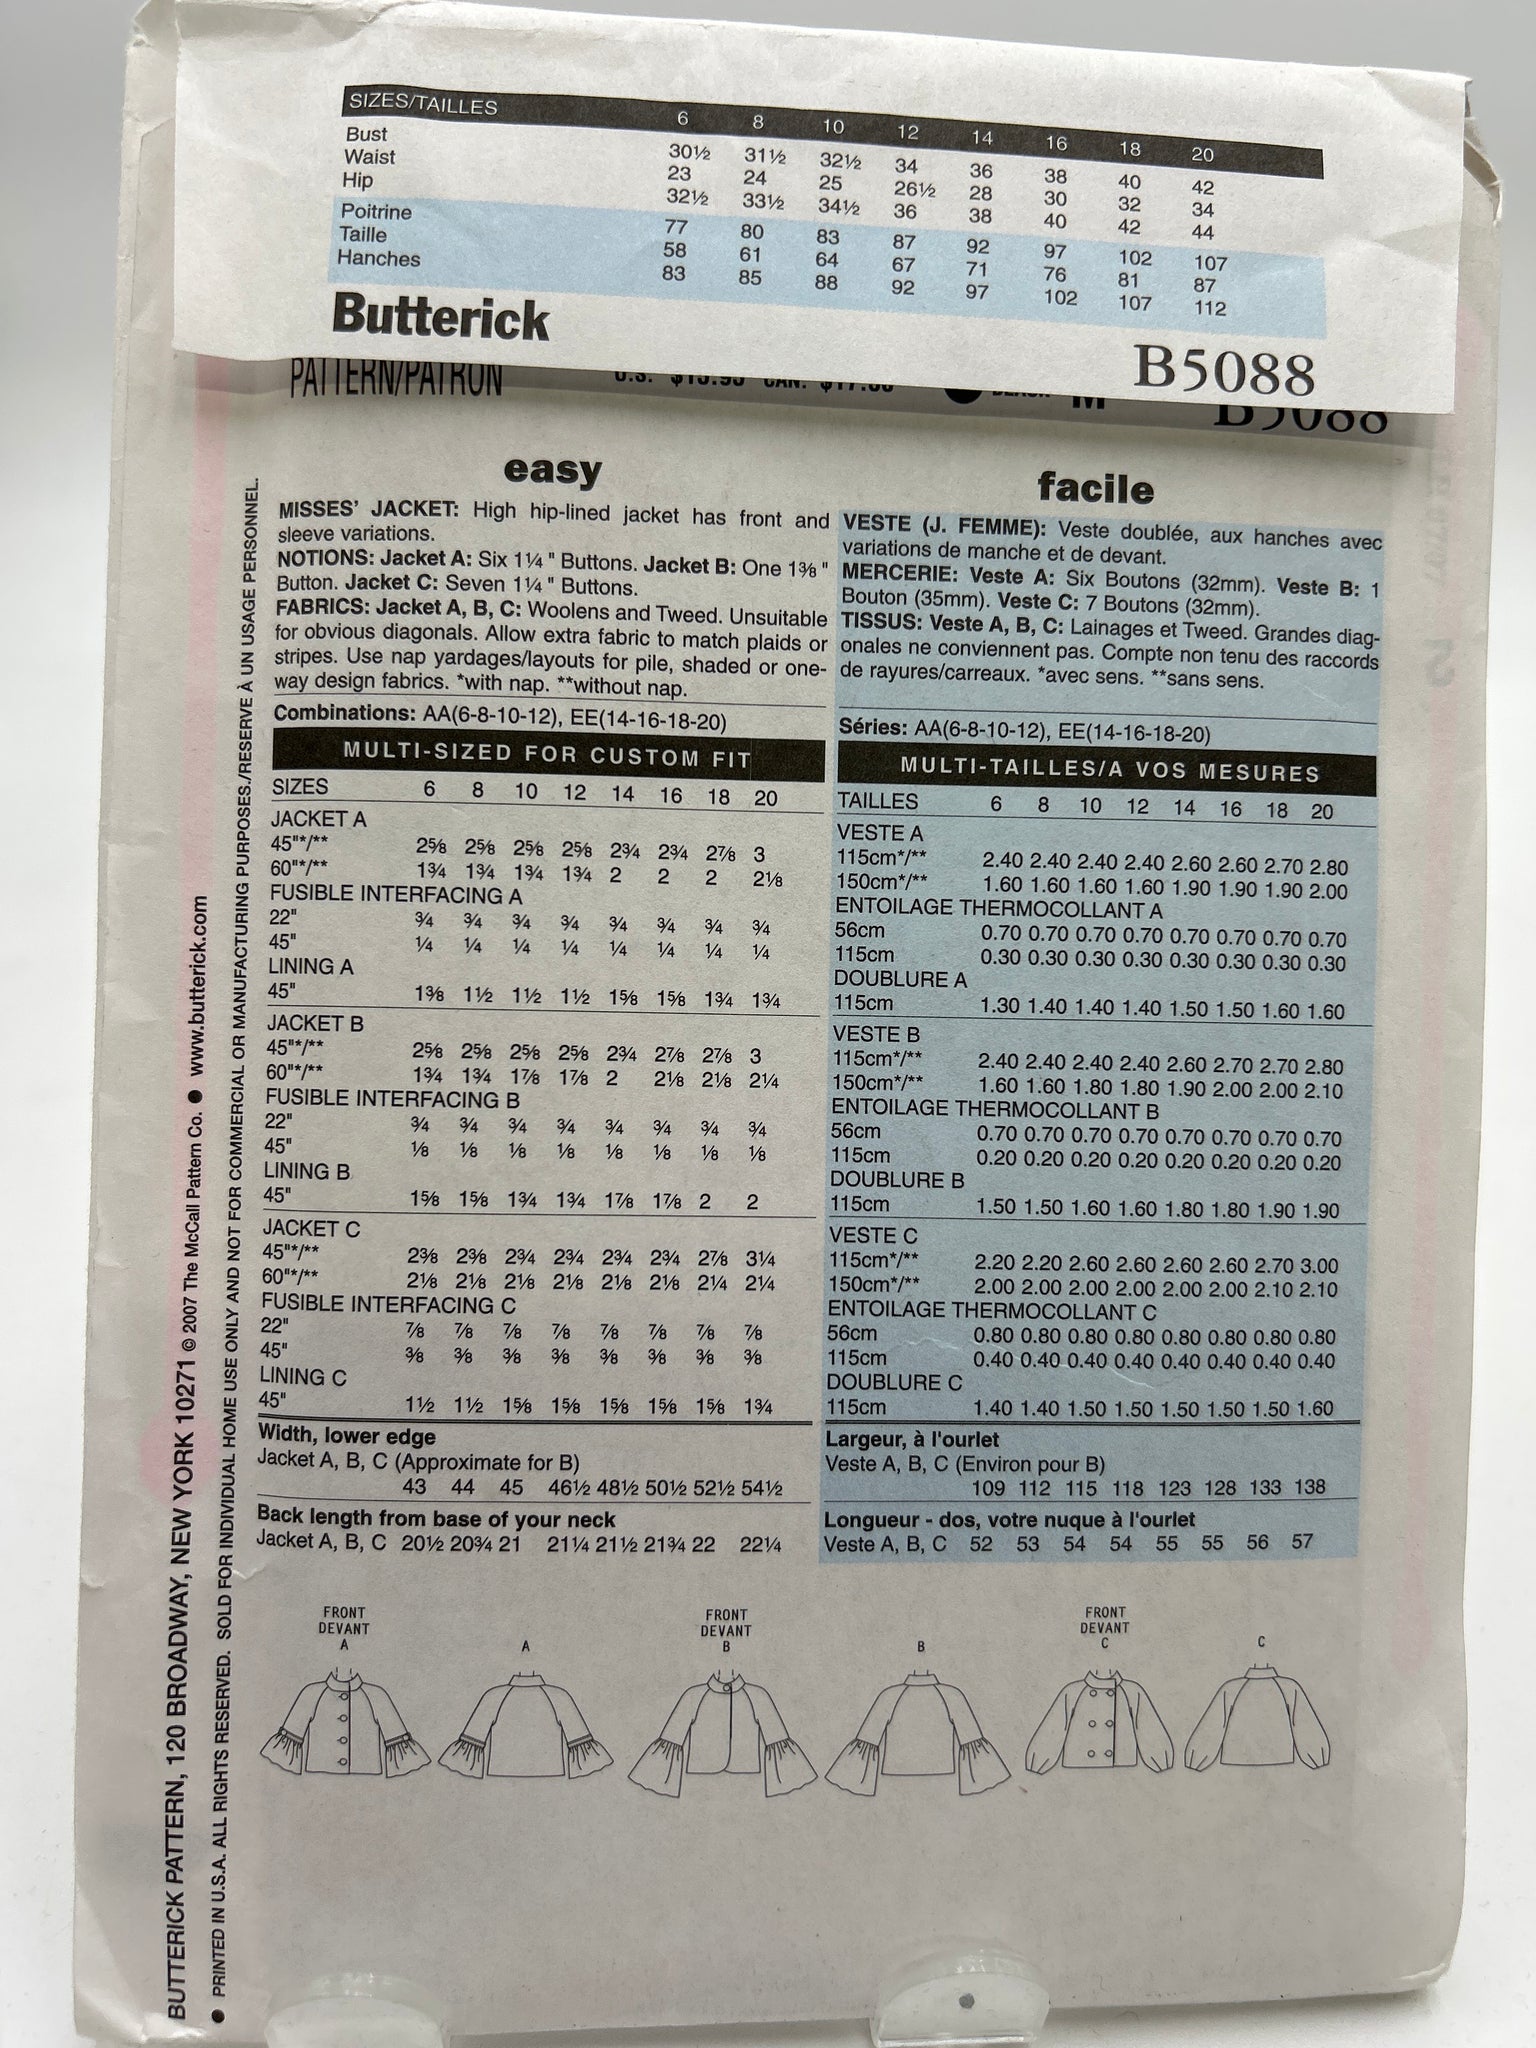 SIZES/TAILLES 6 8 10 12 14 16 18 20
Bust 30½ 31½ 32½ 34 36 38 40 42
Waist 23 24 25 26½ 28 30 32 34
Hip 32½ 33½ 34½ 36 38 40 42 44
Poitrine 77 80 83 87 92 97 102 107
Taille 58 61 64 67 71 76 81 87
Hanches 83 85 88 92 97 102 107 112
Butterick B5088
PATTERN/PATRON U.S. CAN. M B5088
easy
MISSES' JACKET: High hip-lined jacket has front and
sleeve variations.
NOTIONS: Jacket A: Six 1¼ " Buttons. Jacket B: One 1⅜ "
Button. Jacket C: Seven 1¼ " Buttons.
FABRICS: Jacket A, B, C: Woolens and Tweed. Unsuitable
for obvious diagonals. Allow extra fabric to match plaids or
stripes. Use nap yardages/layouts for pile, shaded or one-
way design fabrics. *with nap. **without nap.
Combinations: AA(6-8-10-12), EE(14-16-18-20)
MULTI-SIZED FOR CUSTOM FIT
SIZES 6 8 10 12 14 16 18 20
JACKET A
45"*/** 2⅝ 2⅝ 2⅝ 2⅝ 2¾ 2¾ 2⅞ 3
60"*/** 1¾ 1¾ 1¾ 1¾ 2 2 2 2⅛
FUSIBLE INTERFACING A
22" ¾ ¾ ¾ ¾ ¾ ¾ ¾ ¾
45" ¼ ¼ ¼ ¼ ¼ ¼ ¼ ¼
LINING A
45" 1⅜ 1½ 1½ 1½ 1⅝ 1⅝ 1¾ 1¾
JACKET B
45"*/** 2⅝ 2⅝ 2⅝ 2⅝ 2¾ 2⅞ 2⅞ 3
60"*/** 1¾ 1¾ 1⅞ 1⅞ 2 2⅛ 2⅛ 2¼
FUSIBLE INTERFACING B
22" ¾ ¾ ¾ ¾ ¾ ¾ ¾ ¾
45" ⅛ ⅛ ⅛ ⅛ ⅛ ⅛ ⅛ ⅛
LINING B
45" 1⅝ 1⅝ 1¾ 1¾ 1⅞ 1⅞ 2 2
JACKET C
45"*/** 2⅜ 2⅜ 2¾ 2¾ 2¾ 2¾ 2⅞ 3¼
60"*/** 2⅛ 2⅛ 2⅛ 2⅛ 2⅛ 2⅛ 2¼ 2¼
FUSIBLE INTERFACING C
22" ⅞ ⅞ ⅞ ⅞ ⅞ ⅞ ⅞ ⅞
45" ⅜ ⅜ ⅜ ⅜ ⅜ ⅜ ⅜ ⅜
LINING C
45" 1½ 1½ 1⅝ 1⅝ 1⅝ 1⅝ 1⅝ 1¾
Width, lower edge
Jacket A, B, C (Approximate for B)
43 44 45 46½ 48½ 50½ 52½ 54½
Back length from base of your neck
Jacket A, B, C 20½ 20¾ 21 21¼ 21½ 21¾ 22 22¼
facile
VESTE (J. FEMME): Veste doublée, aux hanches avec
variations de manche et de devant.
MERCERIE: Veste A: Six Boutons (32mm). Veste B: 1
Bouton (35mm). Veste C: 7 Boutons (32mm).
TISSUS: Veste A, B, C: Lainages et Tweed. Grandes diag-
onales ne conviennent pas. Compte non tenu des raccords
de rayures/carreaux. *avec sens. **sans sens.
Séries: AA(6-8-10-12), EE(14-16-18-20)
MULTI-TAILLES/A VOS MESURES
TAILLES 6 8 10 12 14 16 18 20
VESTE A
115cm*/** 2.40 2.40 2.40 2.40 2.60 2.60 2.70 2.80
150cm*/** 1.60 1.60 1.60 1.60 1.90 1.90 1.90 2.00
ENTOILAGE THERMOCOLLANT A
56cm 0.70 0.70 0.70 0.70 0.70 0.70 0.70 0.70
115cm 0.30 0.30 0.30 0.30 0.30 0.30 0.30 0.30
DOUBLURE A
115cm 1.30 1.40 1.40 1.40 1.50 1.50 1.60 1.60
VESTE B
115cm*/** 2.40 2.40 2.40 2.40 2.60 2.70 2.70 2.80
150cm*/** 1.60 1.60 1.80 1.80 1.90 2.00 2.00 2.10
ENTOILAGE THERMOCOLLANT B
56cm 0.70 0.70 0.70 0.70 0.70 0.70 0.70 0.70
115cm 0.20 0.20 0.20 0.20 0.20 0.20 0.20 0.20
DOUBLURE B
115cm 1.50 1.50 1.60 1.60 1.80 1.80 1.90 1.90
VESTE C
115cm*/** 2.20 2.20 2.60 2.60 2.60 2.60 2.70 3.00
150cm*/** 2.00 2.00 2.00 2.00 2.00 2.00 2.10 2.10
ENTOILAGE THERMOCOLLANT C
56cm 0.80 0.80 0.80 0.80 0.80 0.80 0.80 0.80
115cm 0.40 0.40 0.40 0.40 0.40 0.40 0.40 0.40
DOUBLURE C
115cm 1.40 1.40 1.50 1.50 1.50 1.50 1.50 1.60
Largeur, à l'ourlet
Veste A, B, C (Environ pour B)
109 112 115 118 123 128 133 138
Longueur - dos, votre nuque à l'ourlet
Veste A, B, C 52 53 54 54 55 55 56 57
FRONT
DEVANT
A
A
FRONT
DEVANT
B
B
FRONT
DEVANT
C
C
BUTTERICK PATTERN, 120 BROADWAY, NEW YORK 10271 © 2007 The McCall Pattern Co. ● www.butterick.com
● PRINTED IN U.S.A. ALL RIGHTS RESERVED. SOLD FOR INDIVIDUAL HOME USE ONLY AND NOT FOR COMMERCIAL OR MANUFACTURING PURPOSES./RESERVE À UN USAGE PERSONNEL.